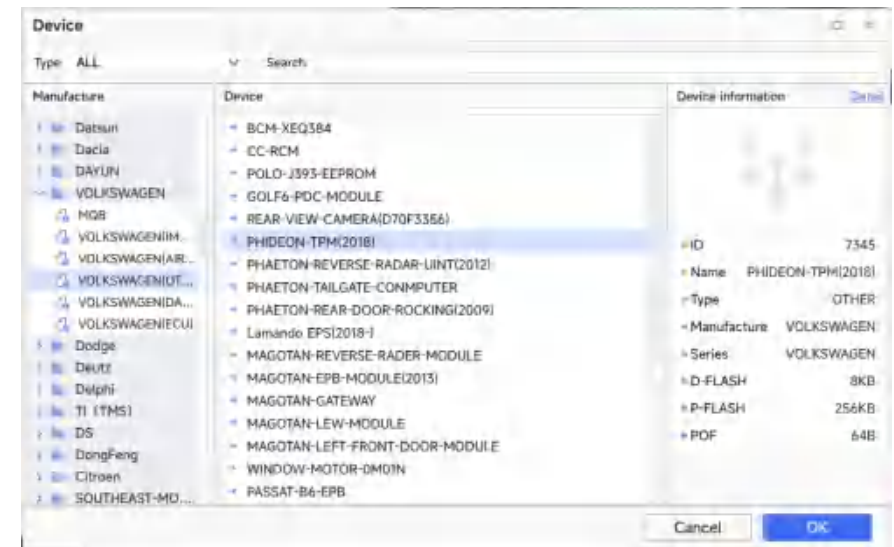 Device
Type ALL Search
Manufacture
Datsun
Dacia
DAYUN
VOLKSWAGEN
MQB
VOLKSWAGEN(IM...
VOLKSWAGEN(AIR...
VOLKSWAGEN(OT...
VOLKSWAGEN(DA...
VOLKSWAGEN(ECU)
Dodge
Deutz
Delphi
TI (TMS)
DS
DongFeng
Citroen
SOUTHEAST-MO...
Device
BCM-XEQ384
CC-RCM
POLO-J393-EEPROM
GOLF6-PDC-MODULE
REAR-VIEW-CAMERA(D70F3356)
PHIDEON-TPM(2018)
PHAETON-REVERSE-RADAR-UINT(2012)
PHAETON-TAILGATE-CONMPUTER
PHAETON-REAR-DOOR-ROCKING(2009)
Lamando EPS(2018-)
MAGOTAN-REVERSE-RADER-MODULE
MAGOTAN-EPB-MODULE(2013)
MAGOTAN-GATEWAY
MAGOTAN-LEW-MODULE
MAGOTAN-LEFT-FRONT-DOOR-MODULE
WINDOW-MOTOR-0M01N
PASSAT-B6-EPB
Device information Detail
ID 7345
Name PHIDEON-TPM(2018)
Type OTHER
Manufacture VOLKSWAGEN
Series VOLKSWAGEN
D-FLASH 8KB
P-FLASH 256KB
POF 64B
Cancel OK